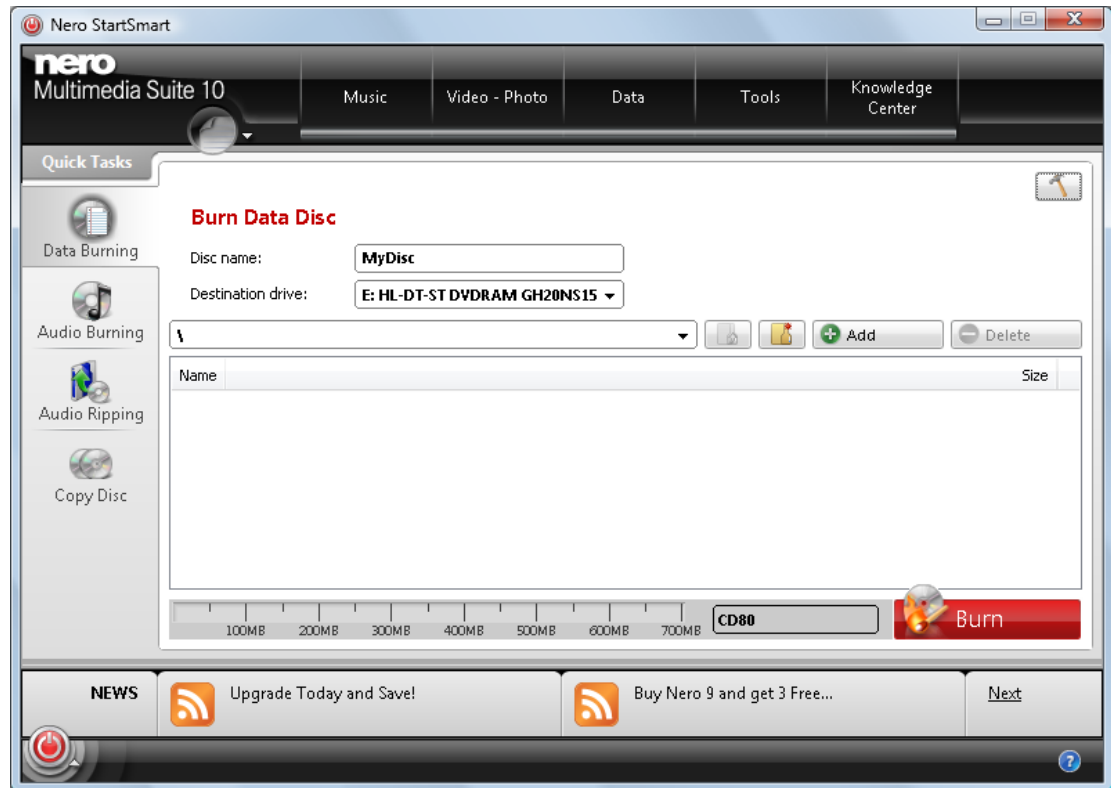 Nero StartSmart
nero
Multimedia Suite 10
Music
Video - Photo
Data
Tools
Knowledge
Center
Quick Tasks
Data Burning
Audio Burning
Audio Ripping
Copy Disc
Burn Data Disc
Disc name:
MyDisc
Destination drive:
E: HL-DT-ST DVDRAM GH20NS15
\
Add
Delete
Name
Size
100MB
200MB
300MB
400MB
500MB
600MB
700MB
CD80
Burn
NEWS
Upgrade Today and Save!
Buy Nero 9 and get 3 Free...
Next
?